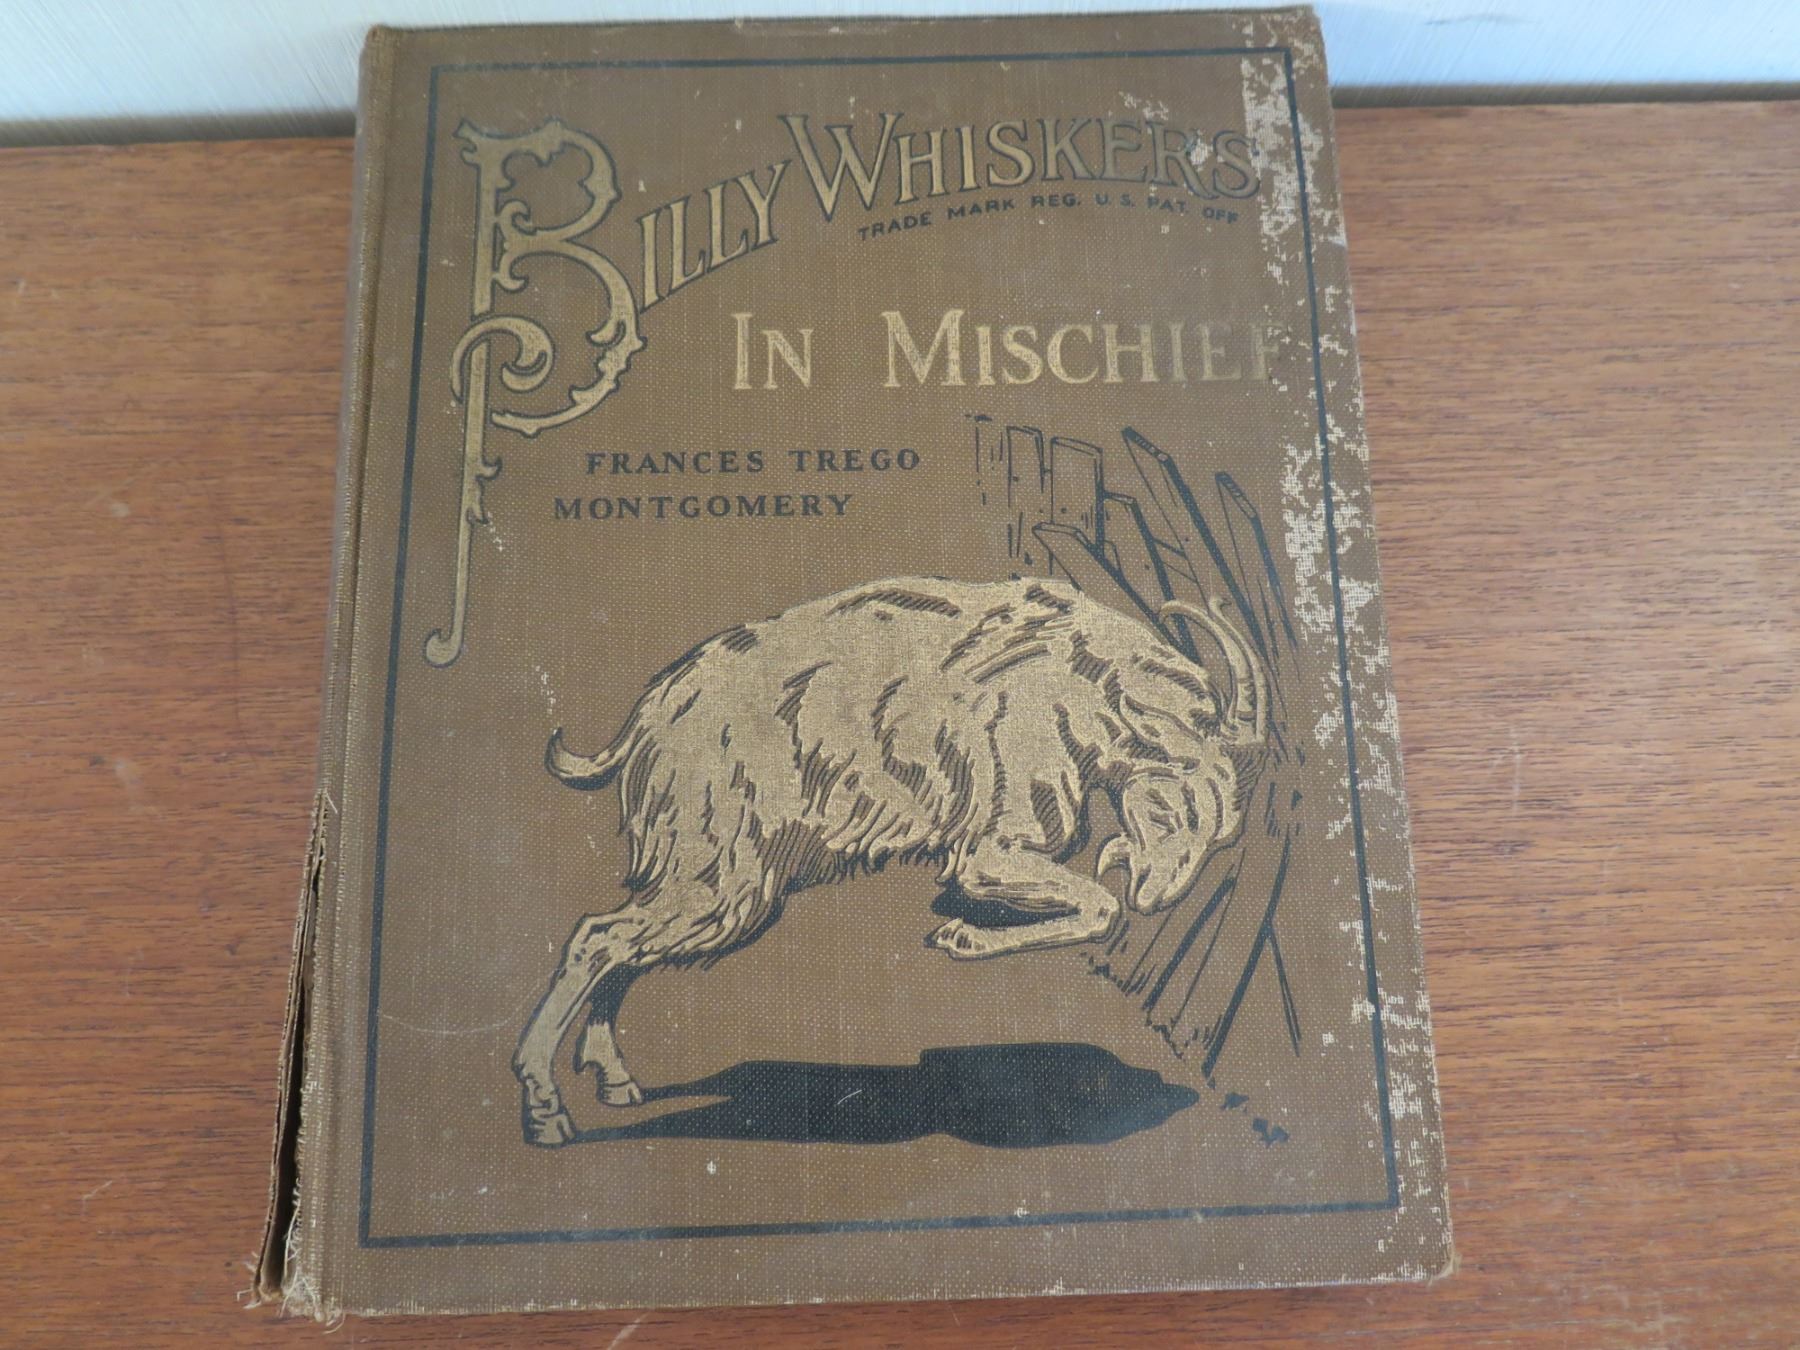 BILLY WHISKERS
TRADE MARK REG. U.S. PAT. OFF
IN MISCHIEF
FRANCES TREGO
MONTGOMERY